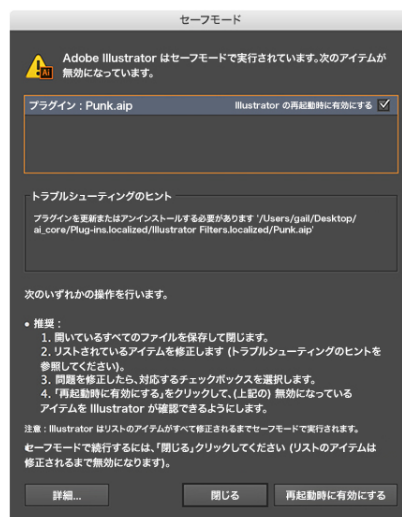 セーフモード
Adobe Illustrator はセーフモードで実行されています。次のアイテムが
無効になっています。
Ai
プラグイン : Punk.aip Illustrator の再起動時に有効にする
トラブルシューティングのヒント
プラグインを更新またはアンインストールする必要があります '/Users/gail/Desktop/
ai_core/Plug-ins.localized/Illustrator Filters.localized/Punk.aip'
次のいずれかの操作を行います。
• 推奨 :
1. 開いているすべてのファイルを保存して閉じます。
2. リストされているアイテムを修正します (トラブルシューティングのヒントを
参照してください)。
3. 問題を修正したら、対応するチェックボックスを選択します。
4. 「再起動時に有効にする」をクリックして、(上記の) 無効になっている
アイテムを Illustrator が確認できるようにします。
注意 : Illustrator はリストのアイテムがすべて修正されるまでセーフモードで実行されます。
セーフモードで続行するには、「閉じる」クリックしてください (リストのアイテムは
修正されるまで無効になります)。
詳細... 閉じる 再起動時に有効にする